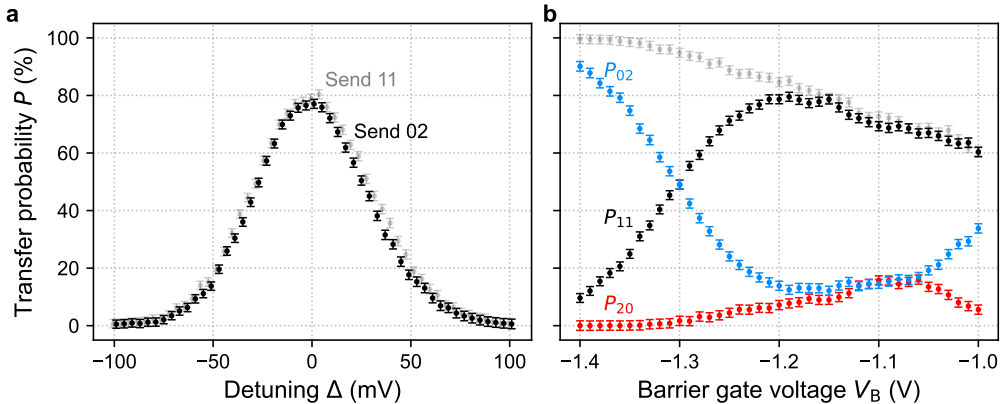 a
b
Transfer probability P (%)
100
80
60
40
20
0
Send 11
Send 02
−100
−50
0
50
100
Detuning Δ (mV)
P02
P11
P20
−1.4
−1.3
−1.2
−1.1
−1.0
Barrier gate voltage VB (V)